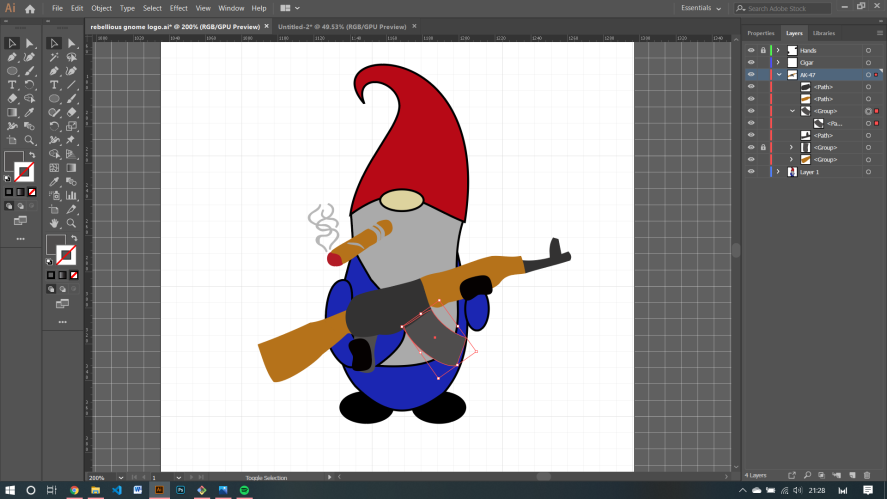 Ai File Edit Object Type Select Effect View Window Help Essentials Search Adobe Stock
rebellious gnome logo.ai* @ 200% (RGB/GPU Preview) × Untitled-2* @ 49.53% (RGB/GPU Preview) ×
Properties Layers Libraries
Hands
Cigar
AK-47
<Path>
<Path>
<Group>
<Pa...
<Path>
<Group>
<Group>
Layer 1
4 Layers
200% 1 Toggle Selection
21:28